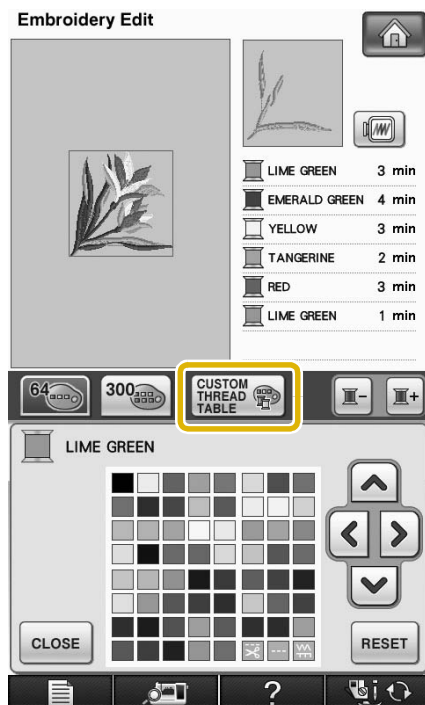 Embroidery Edit
LIME GREEN 3 min
EMERALD GREEN 4 min
YELLOW 3 min
TANGERINE 2 min
RED 3 min
LIME GREEN 1 min
64
300
CUSTOM
THREAD
TABLE
-
+
LIME GREEN
CLOSE
RESET
?